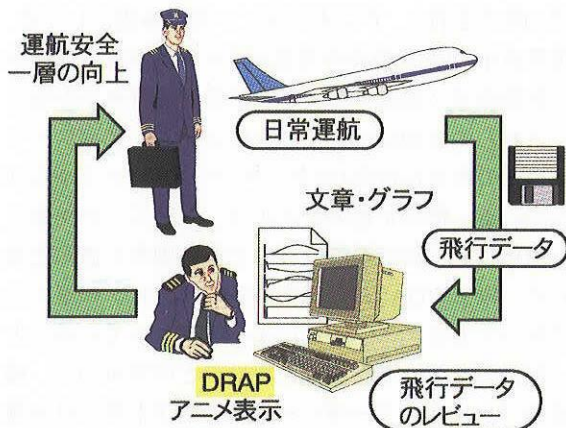 運航安全
一層の向上
日常運航
文章・グラフ
飛行データ
DRAP
アニメ表示
飛行データ
のレビュー